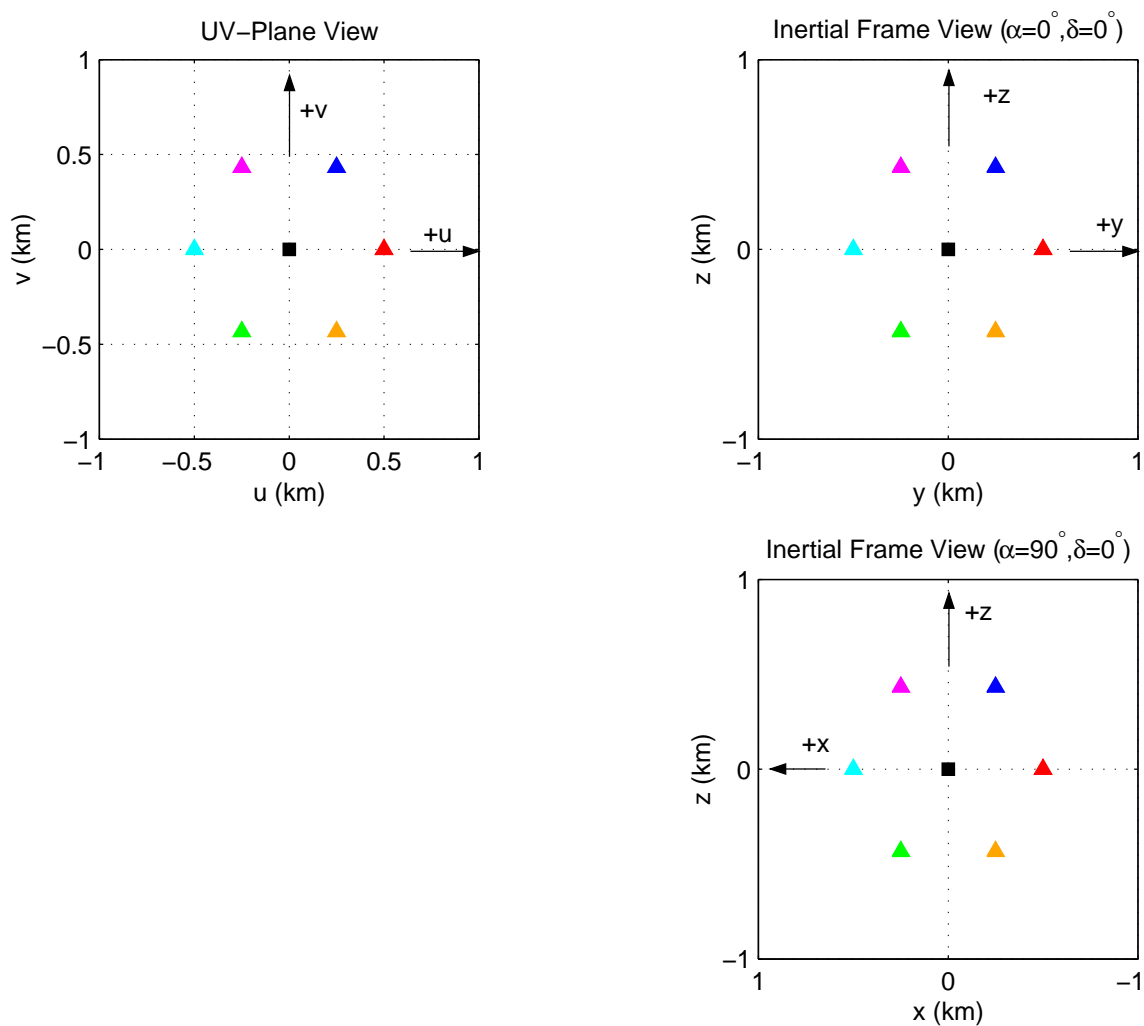 UV−Plane View
1
0.5
0
−0.5
−1
−1
−0.5
0
0.5
1
v (km)
u (km)
+v
+u
Inertial Frame View (α=0°,δ=0°)
1
0
−1
−1
0
1
z (km)
y (km)
+z
+y
Inertial Frame View (α=90°,δ=0°)
1
0
−1
1
0
−1
z (km)
x (km)
+z
+x